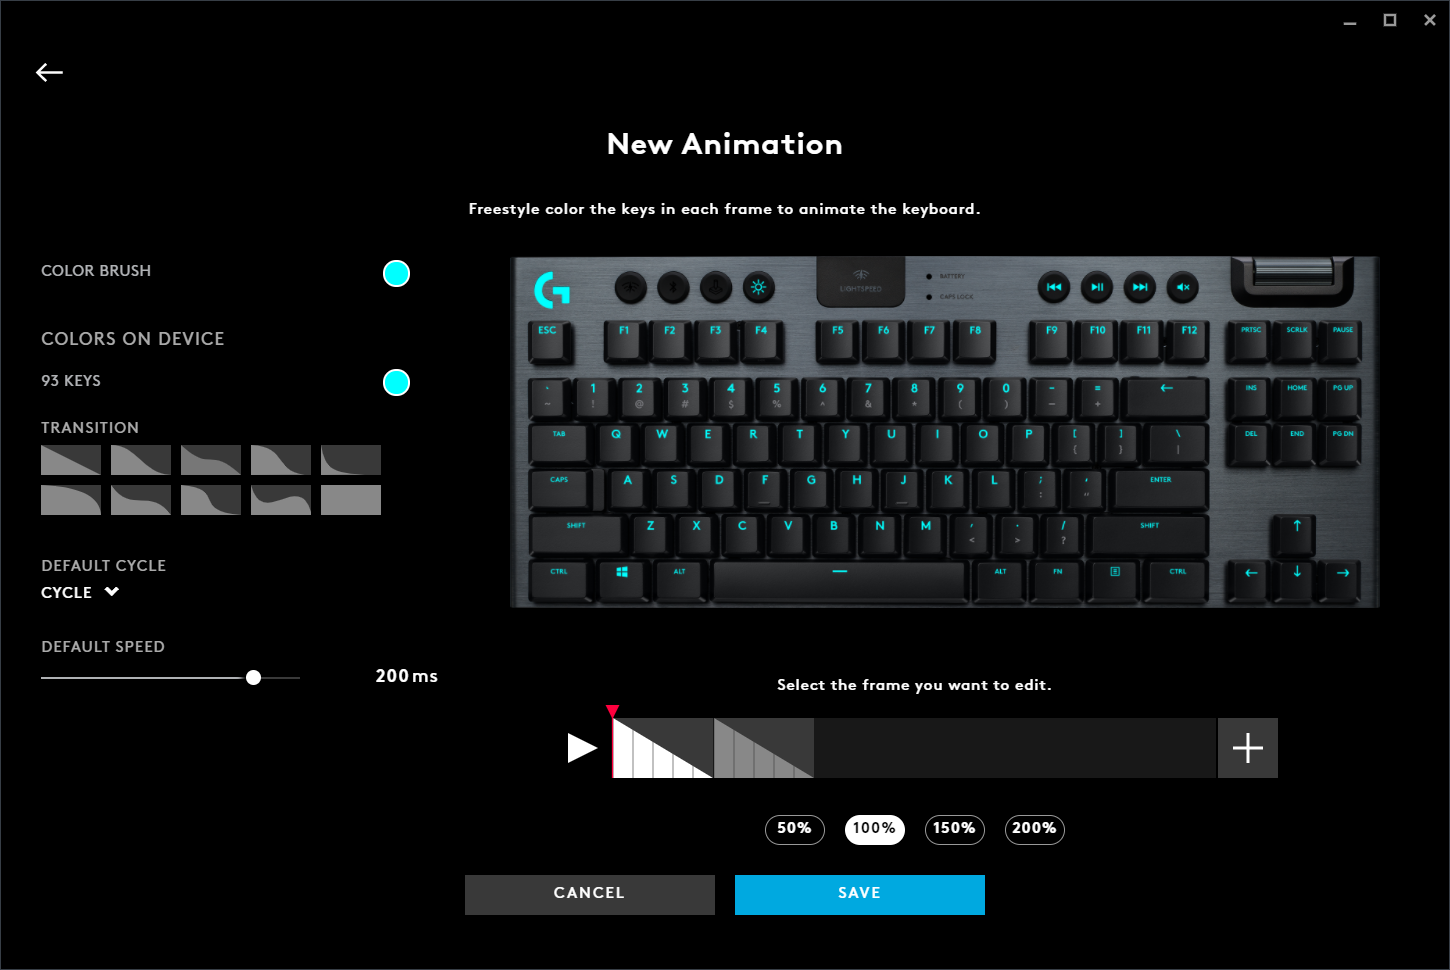 New Animation
Freestyle color the keys in each frame to animate the keyboard.
COLOR BRUSH
COLORS ON DEVICE
93 KEYS
TRANSITION
DEFAULT CYCLE
CYCLE
DEFAULT SPEED
200 ms
LIGHTSPEED
BATTERY
CAPS LOCK
ESC F1 F2 F3 F4 F5 F6 F7 F8 F9 F10 F11 F12 PRTSC SCRLK PAUSE
· 1 2 3 4 5 6 7 8 9 0 - = ← INS HOME PG UP
~ ! @ # $ % ^ & * ( ) _ +
TAB Q W E R T Y U I O P [ ] \ DEL END PG DN
{ } |
CAPS A S D F G H J K L ; ' ENTER
: "
SHIFT Z X C V B N M , . / SHIFT ↑
< > ?
CTRL ALT ALT FN CTRL ← ↓ →
Select the frame you want to edit.
50% 100% 150% 200%
CANCEL SAVE